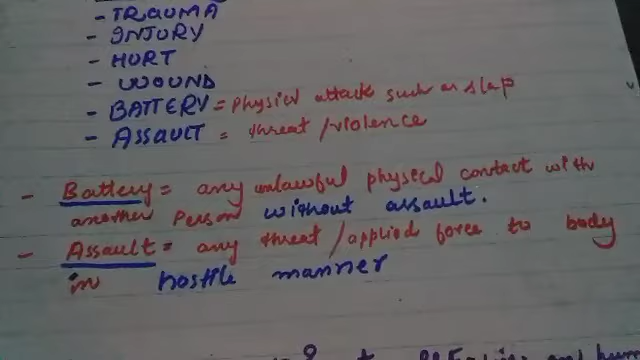 - TRAUMA
- INJURY
- HURT
- WOUND
- BATTERY = Physical attack such as slap
- ASSAULT = threat/violence
- Battery = any unlawful physical contact with
another Person without assault.
- Assault = any threat/applied force to body
in hostile manner